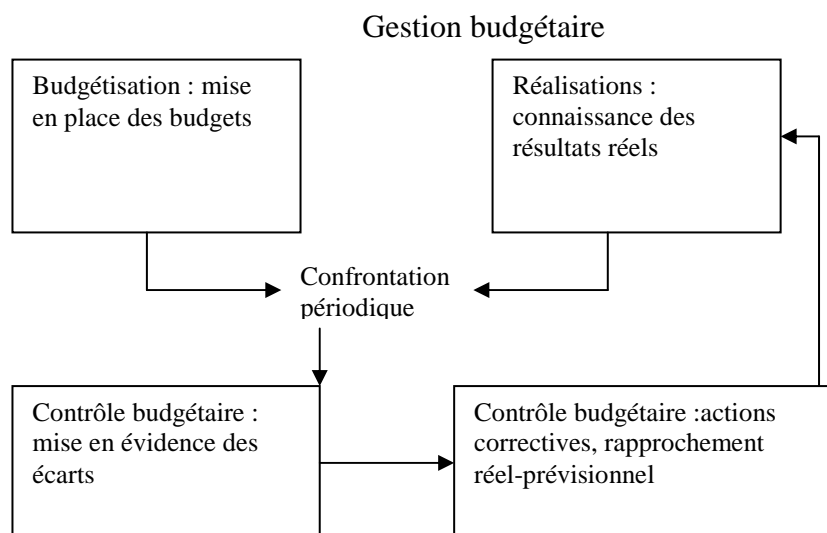 Gestion budgétaire
Budgétisation : mise
en place des budgets
Réalisations :
connaissance des
résultats réels
Confrontation
périodique
Contrôle budgétaire :
mise en évidence des
écarts
Contrôle budgétaire :actions
correctives, rapprochement
réel-prévisionnel